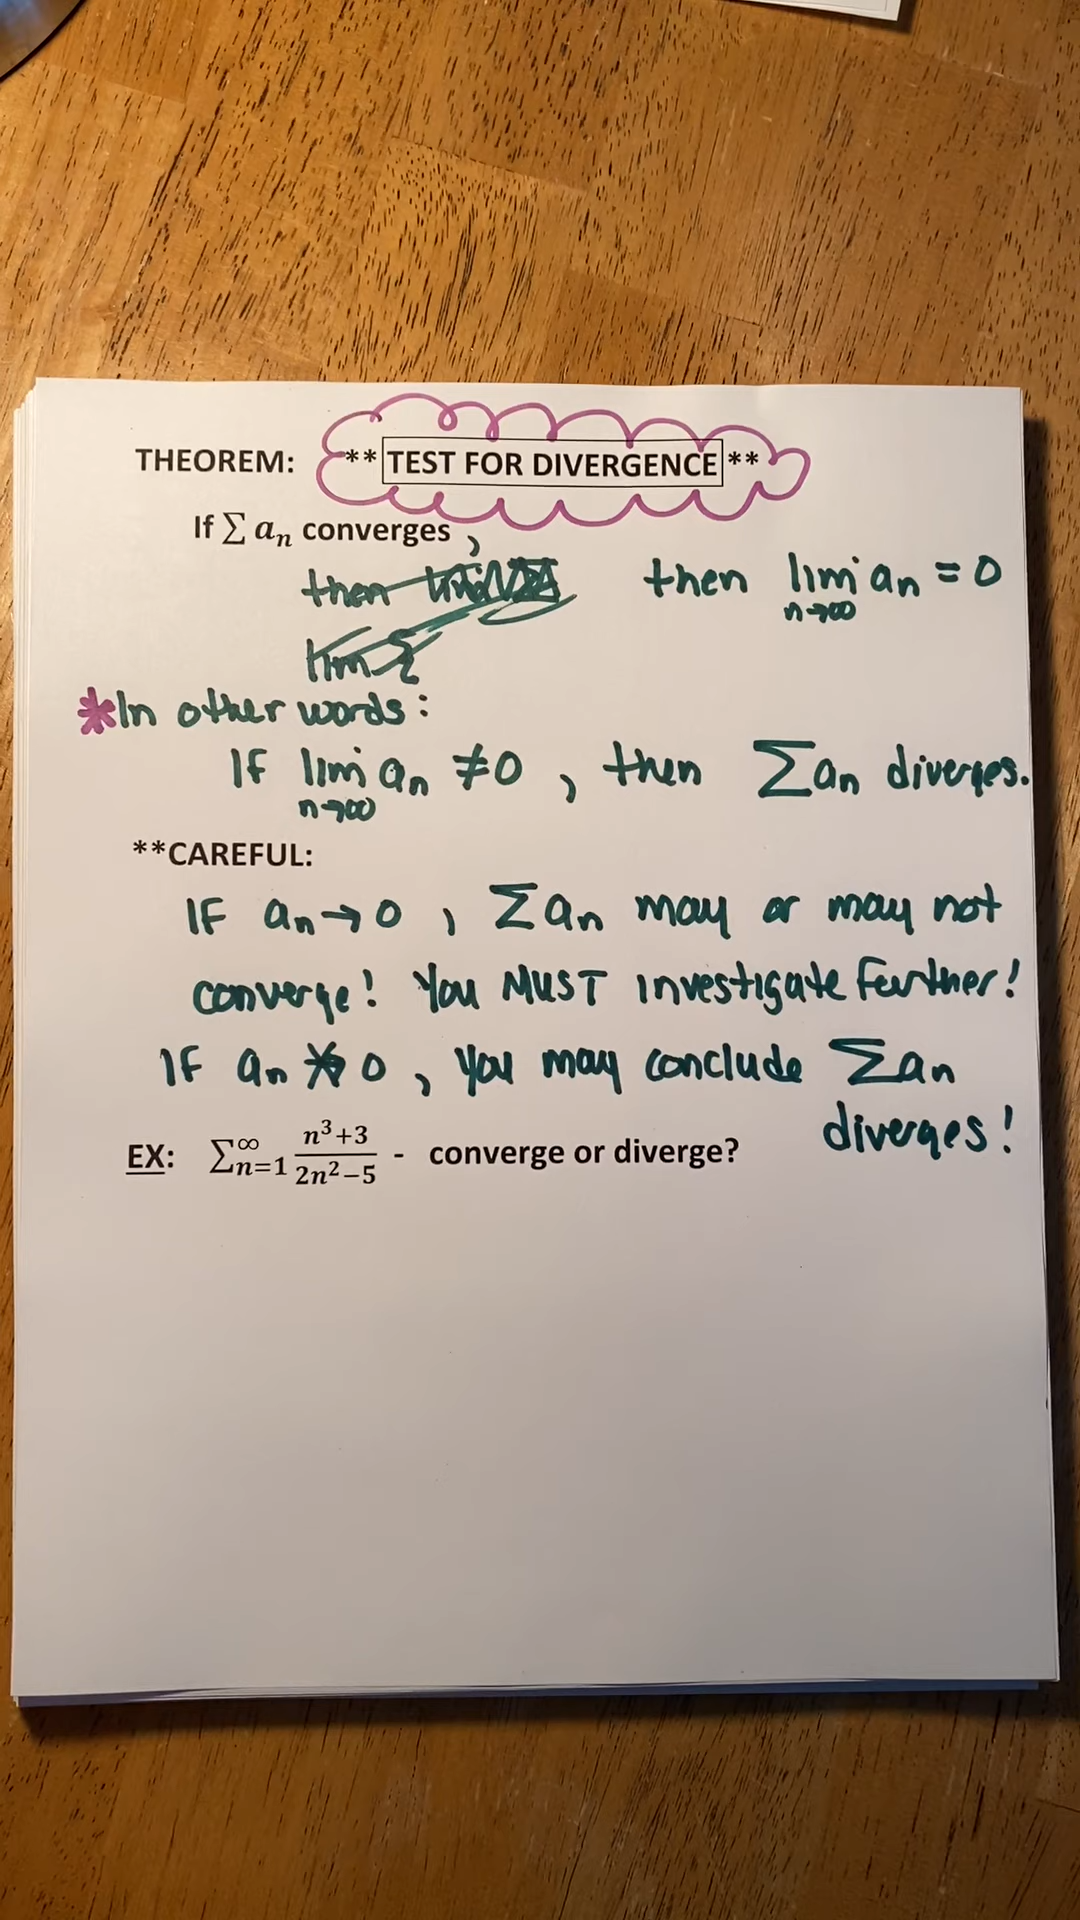 THEOREM: ** TEST FOR DIVERGENCE **
If ∑ aₙ converges ,
then
lim ∑
then lim aₙ = 0
n→∞
*In other words:
IF lim aₙ ≠ 0 , then ∑aₙ diverges.
n→∞
**CAREFUL:
IF aₙ → 0 , ∑aₙ may or may not
converge! You MUST investigate further!
IF aₙ ↛ 0 , you may conclude ∑aₙ
diverges!
EX: ∑ₙ₌₁^∞ (n³+3)/(2n²−5) - converge or diverge?